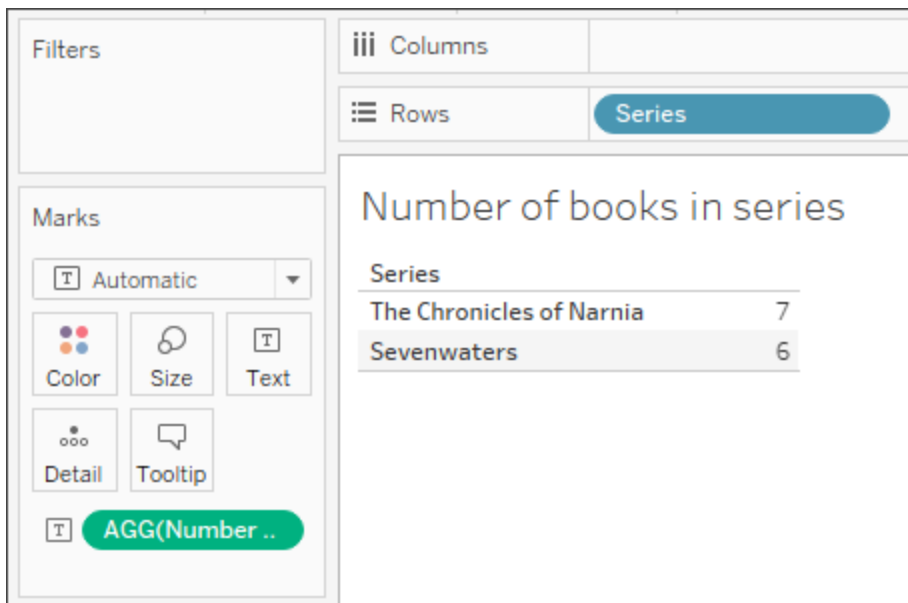 Filters
Columns
Rows
Series
Marks
Automatic
Color
Size
Text
Detail
Tooltip
AGG(Number ..
Number of books in series
Series
The Chronicles of Narnia 7
Sevenwaters 6